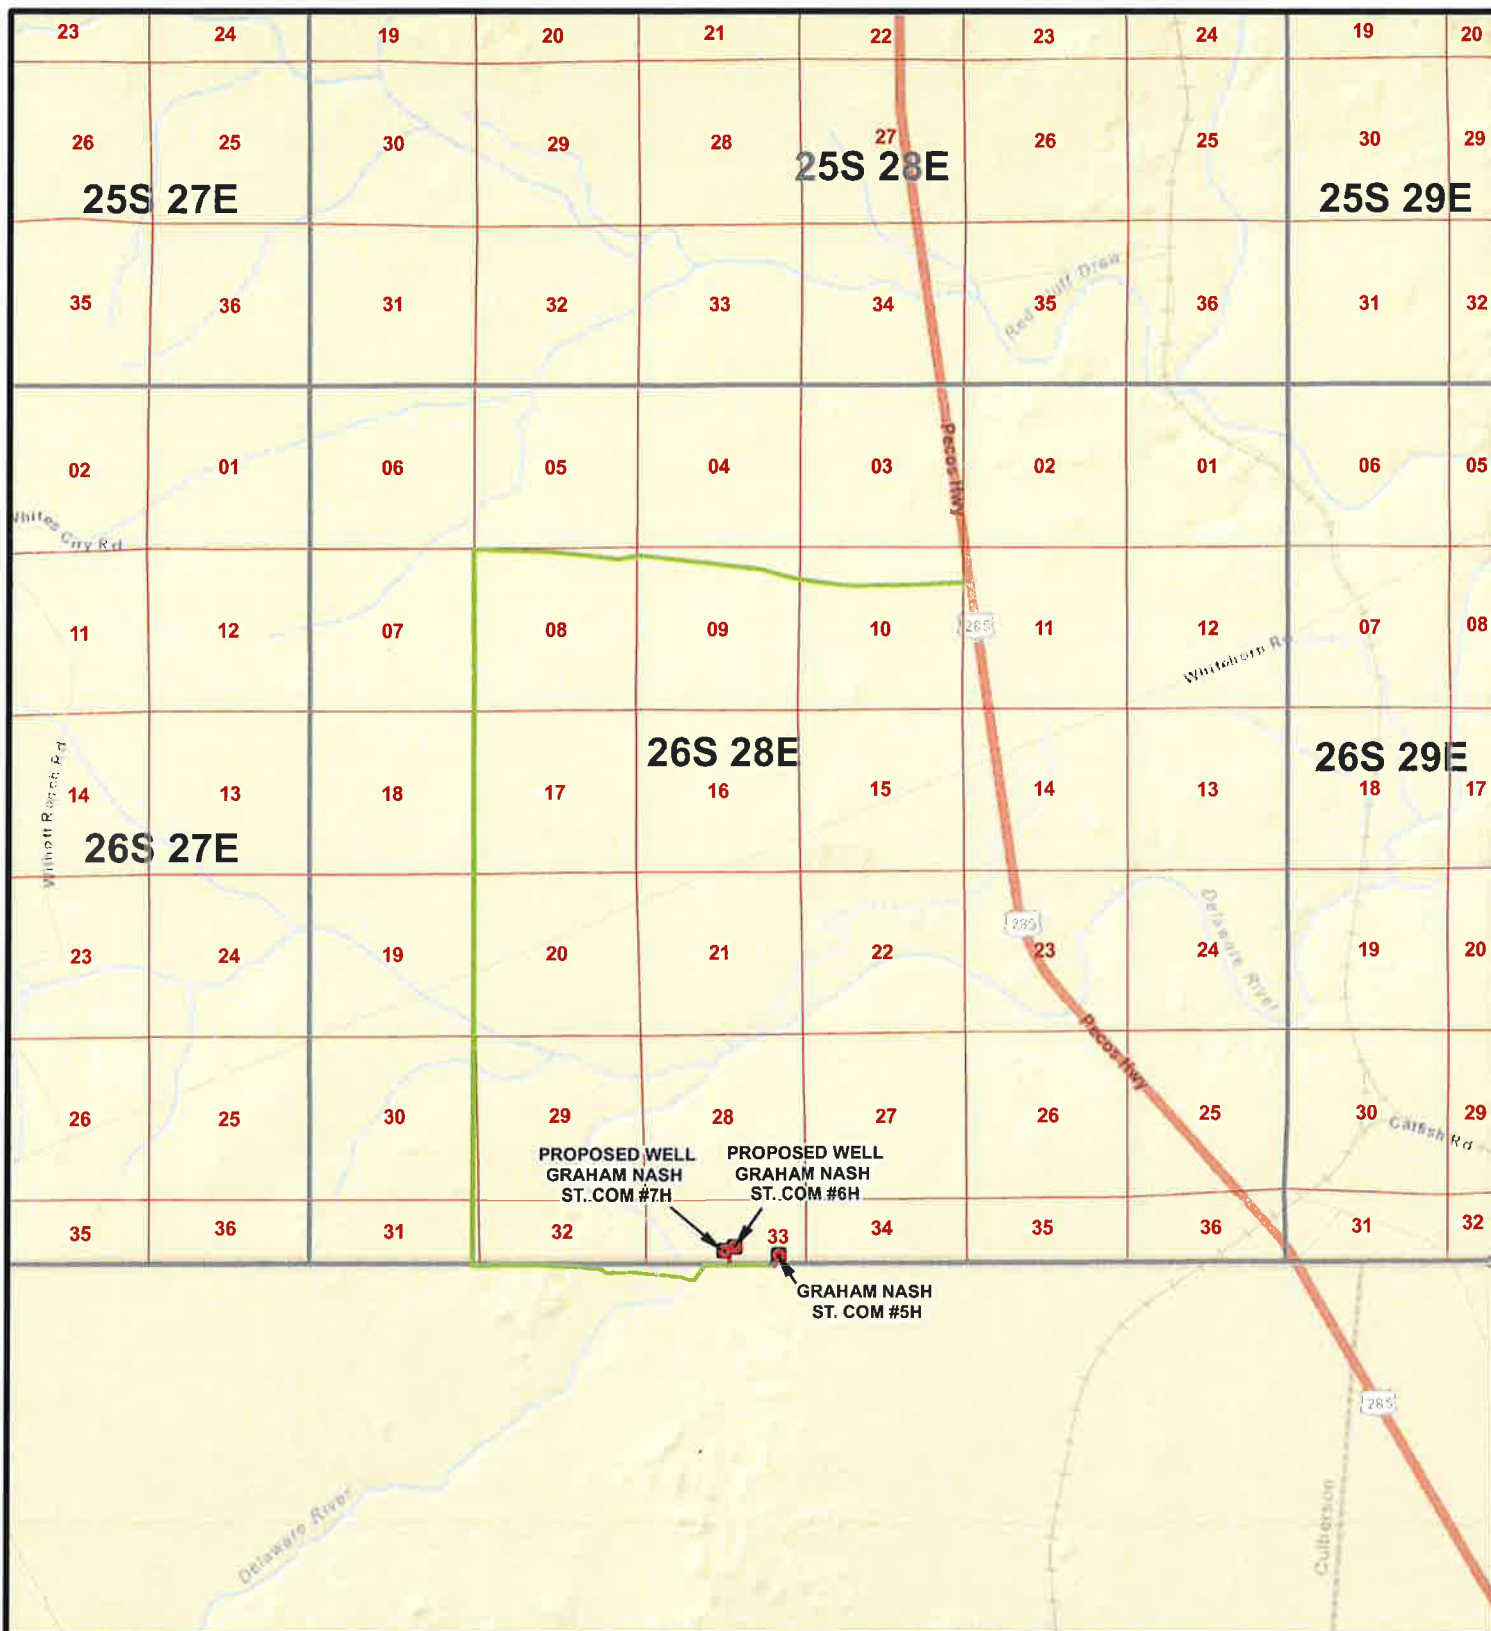 23 24 19 20 21 22 23 24 19 20
26 25 30 29 28 27 26 25 30 29
25S 27E 25S 28E 25S 29E
35 36 31 32 33 34 35 36 31 32
Red Bluff Draw
Pecos Hwy
02 01 06 05 04 03 02 01 06 05
Whites City Rd
11 12 07 08 09 10 285 11 12 07 08
Whitehorn Rd
26S 28E 26S 29E
14 13 18 17 16 15 14 13 18 17
Ranch Rd
26S 27E
285
23 24 19 20 21 22 23 24 19 20
Delaware River
Pecos Hwy
26 25 30 29 28 27 26 25 30 29
Catfish Rd
PROPOSED WELL
GRAHAM NASH
ST. COM #7H
PROPOSED WELL
GRAHAM NASH
ST. COM #6H
35 36 31 32 33 34 35 36 31 32
GRAHAM NASH
ST. COM #5H
285
Delaware River
Culberson